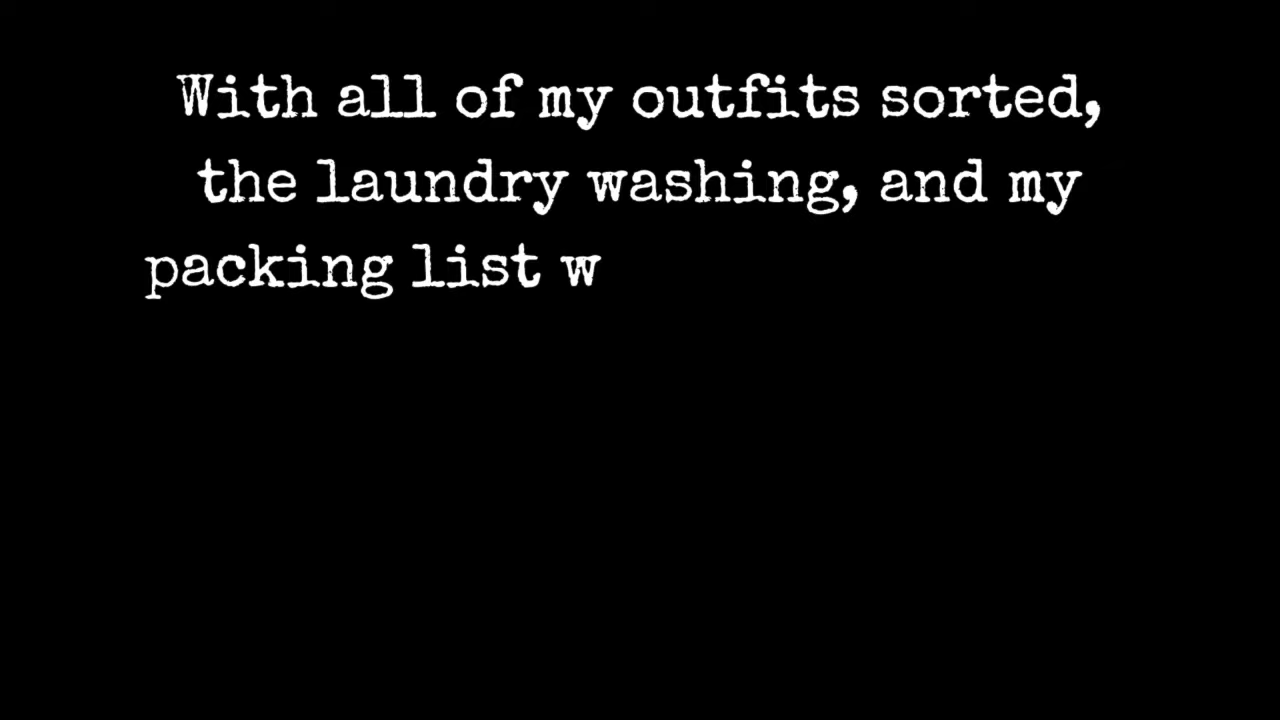 With all of my outfits sorted,
the laundry washing, and my
packing list w